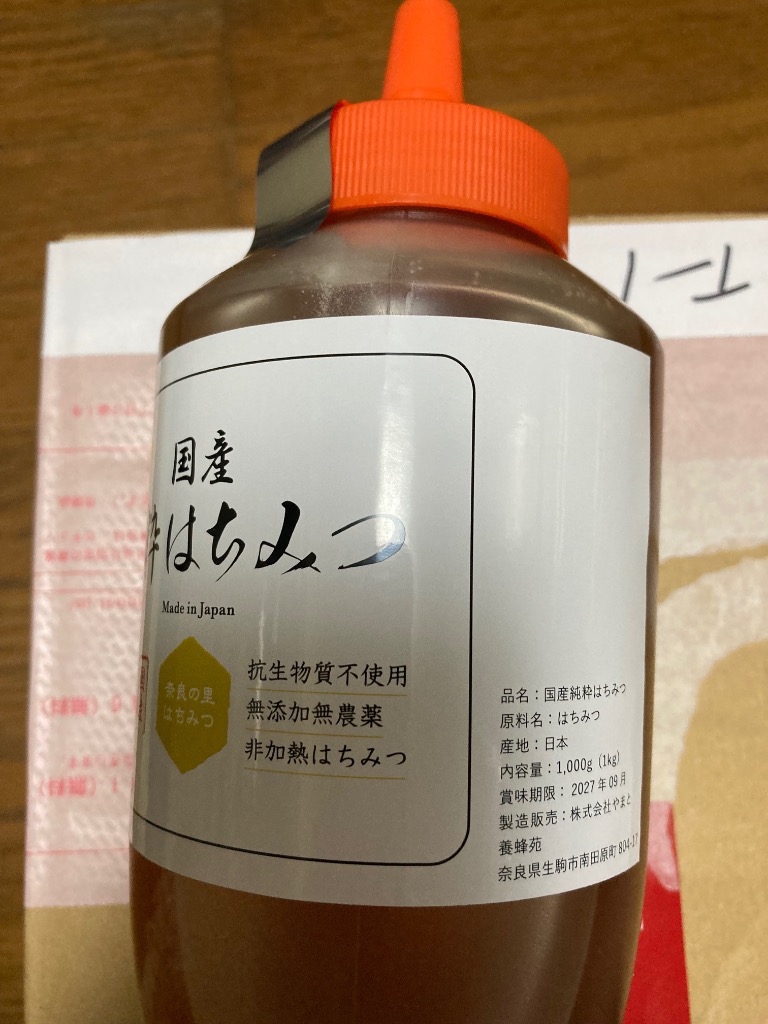 国産
粋はちみつ
Made in Japan
奈良の里
はちみつ
抗生物質不使用
無添加無農薬
非加熱はちみつ
品名：国産純粋はちみつ
原料名：はちみつ
産地：日本
内容量：1,000g（1kg）
賞味期限：2027年09月
製造販売：株式会社やまと
養蜂苑
奈良県生駒市南田原町 804-17